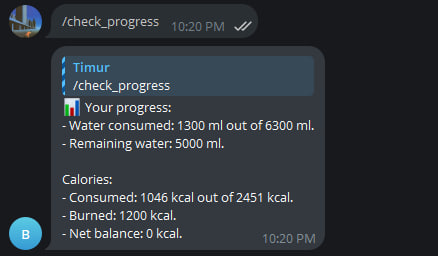 /check_progress
10:20 PM
Timur
/check_progress
📊 Your progress:
- Water consumed: 1300 ml out of 6300 ml.
- Remaining water: 5000 ml.
Calories:
- Consumed: 1046 kcal out of 2451 kcal.
- Burned: 1200 kcal.
- Net balance: 0 kcal.
B
10:20 PM